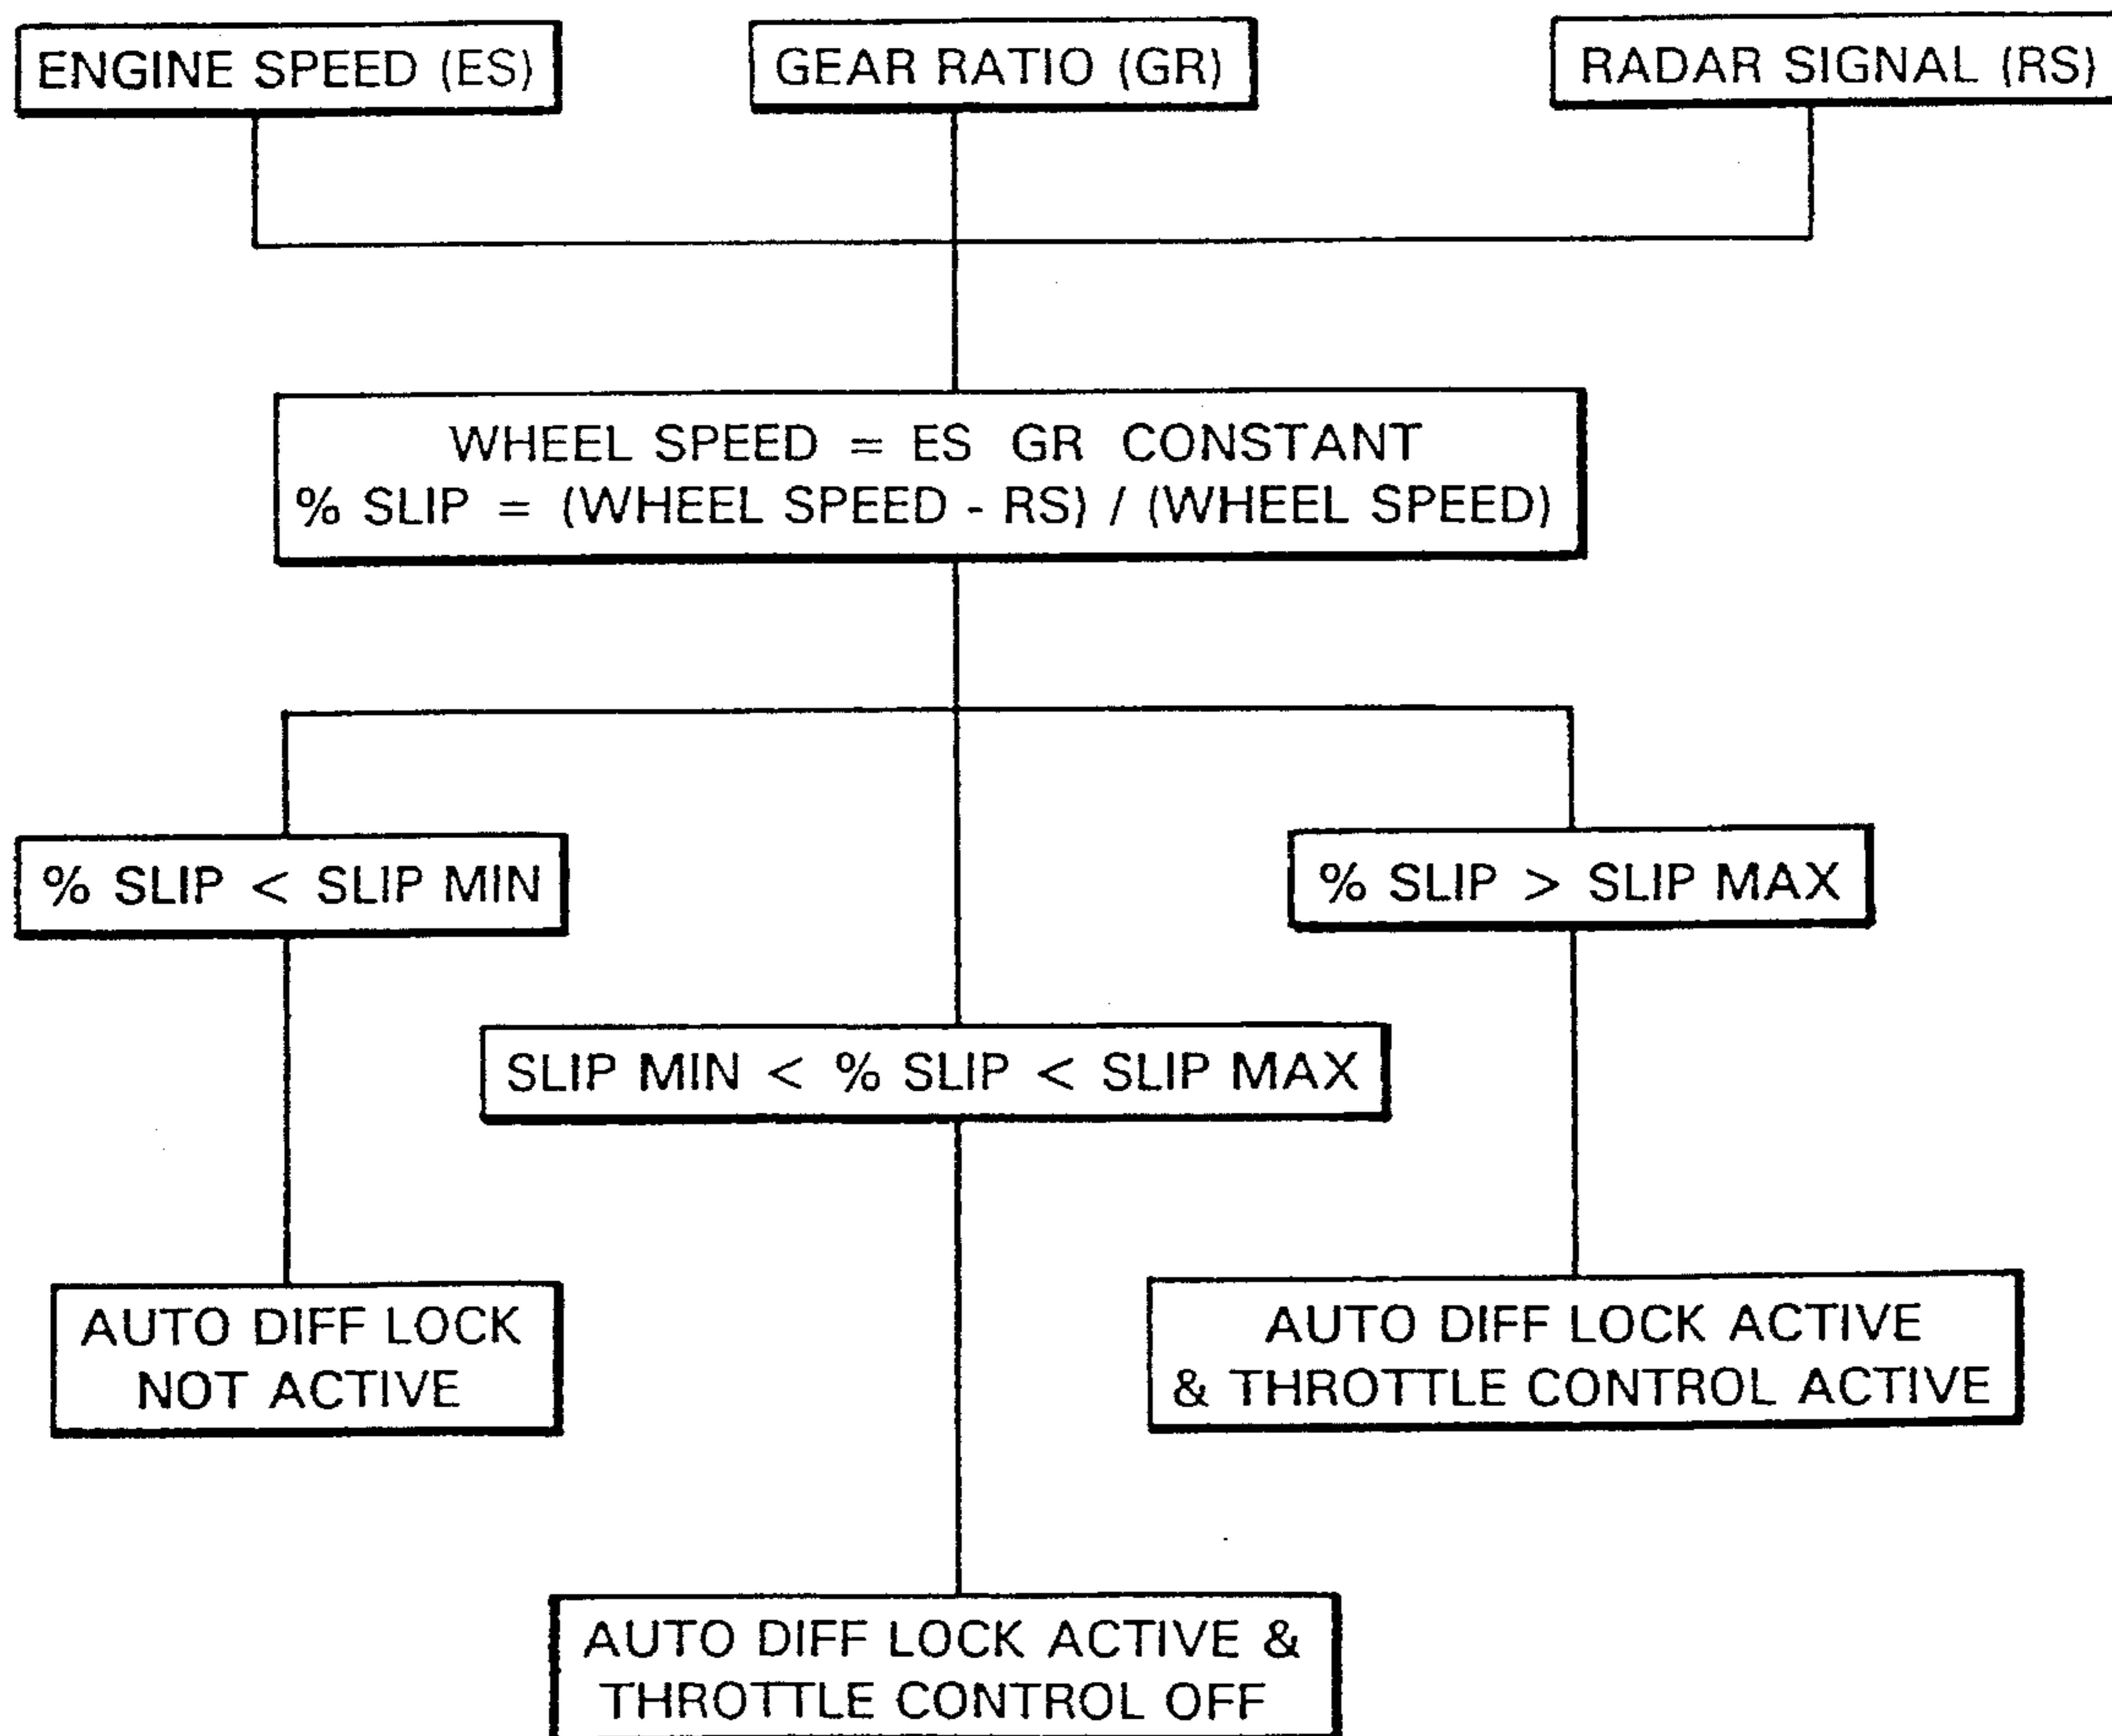 ENGINE SPEED (ES)
GEAR RATIO (GR)
RADAR SIGNAL (RS)
WHEEL SPEED = ES GR CONSTANT
% SLIP = (WHEEL SPEED - RS) / (WHEEL SPEED)
% SLIP < SLIP MIN
% SLIP > SLIP MAX
SLIP MIN < % SLIP < SLIP MAX
AUTO DIFF LOCK
NOT ACTIVE
AUTO DIFF LOCK ACTIVE
& THROTTLE CONTROL ACTIVE
AUTO DIFF LOCK ACTIVE &
THROTTLE CONTROL OFF